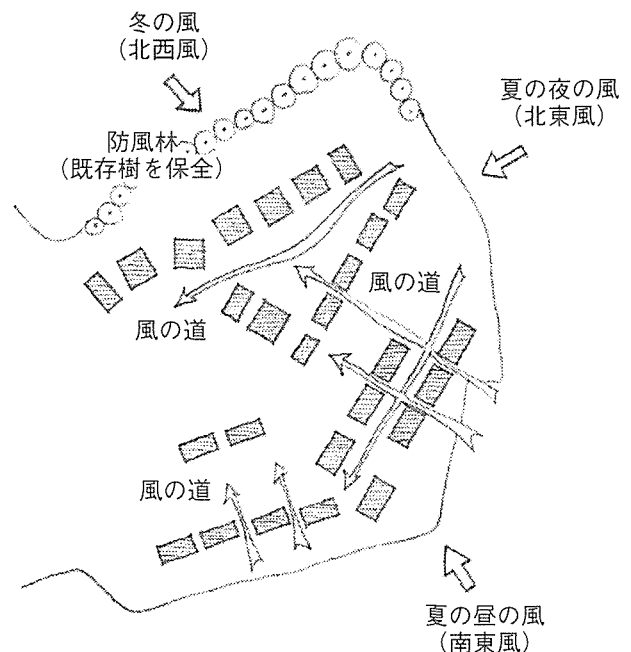 冬の風
(北西風)
夏の夜の風
(北東風)
防風林
(既存樹を保全)
風の道
風の道
風の道
夏の昼の風
(南東風)